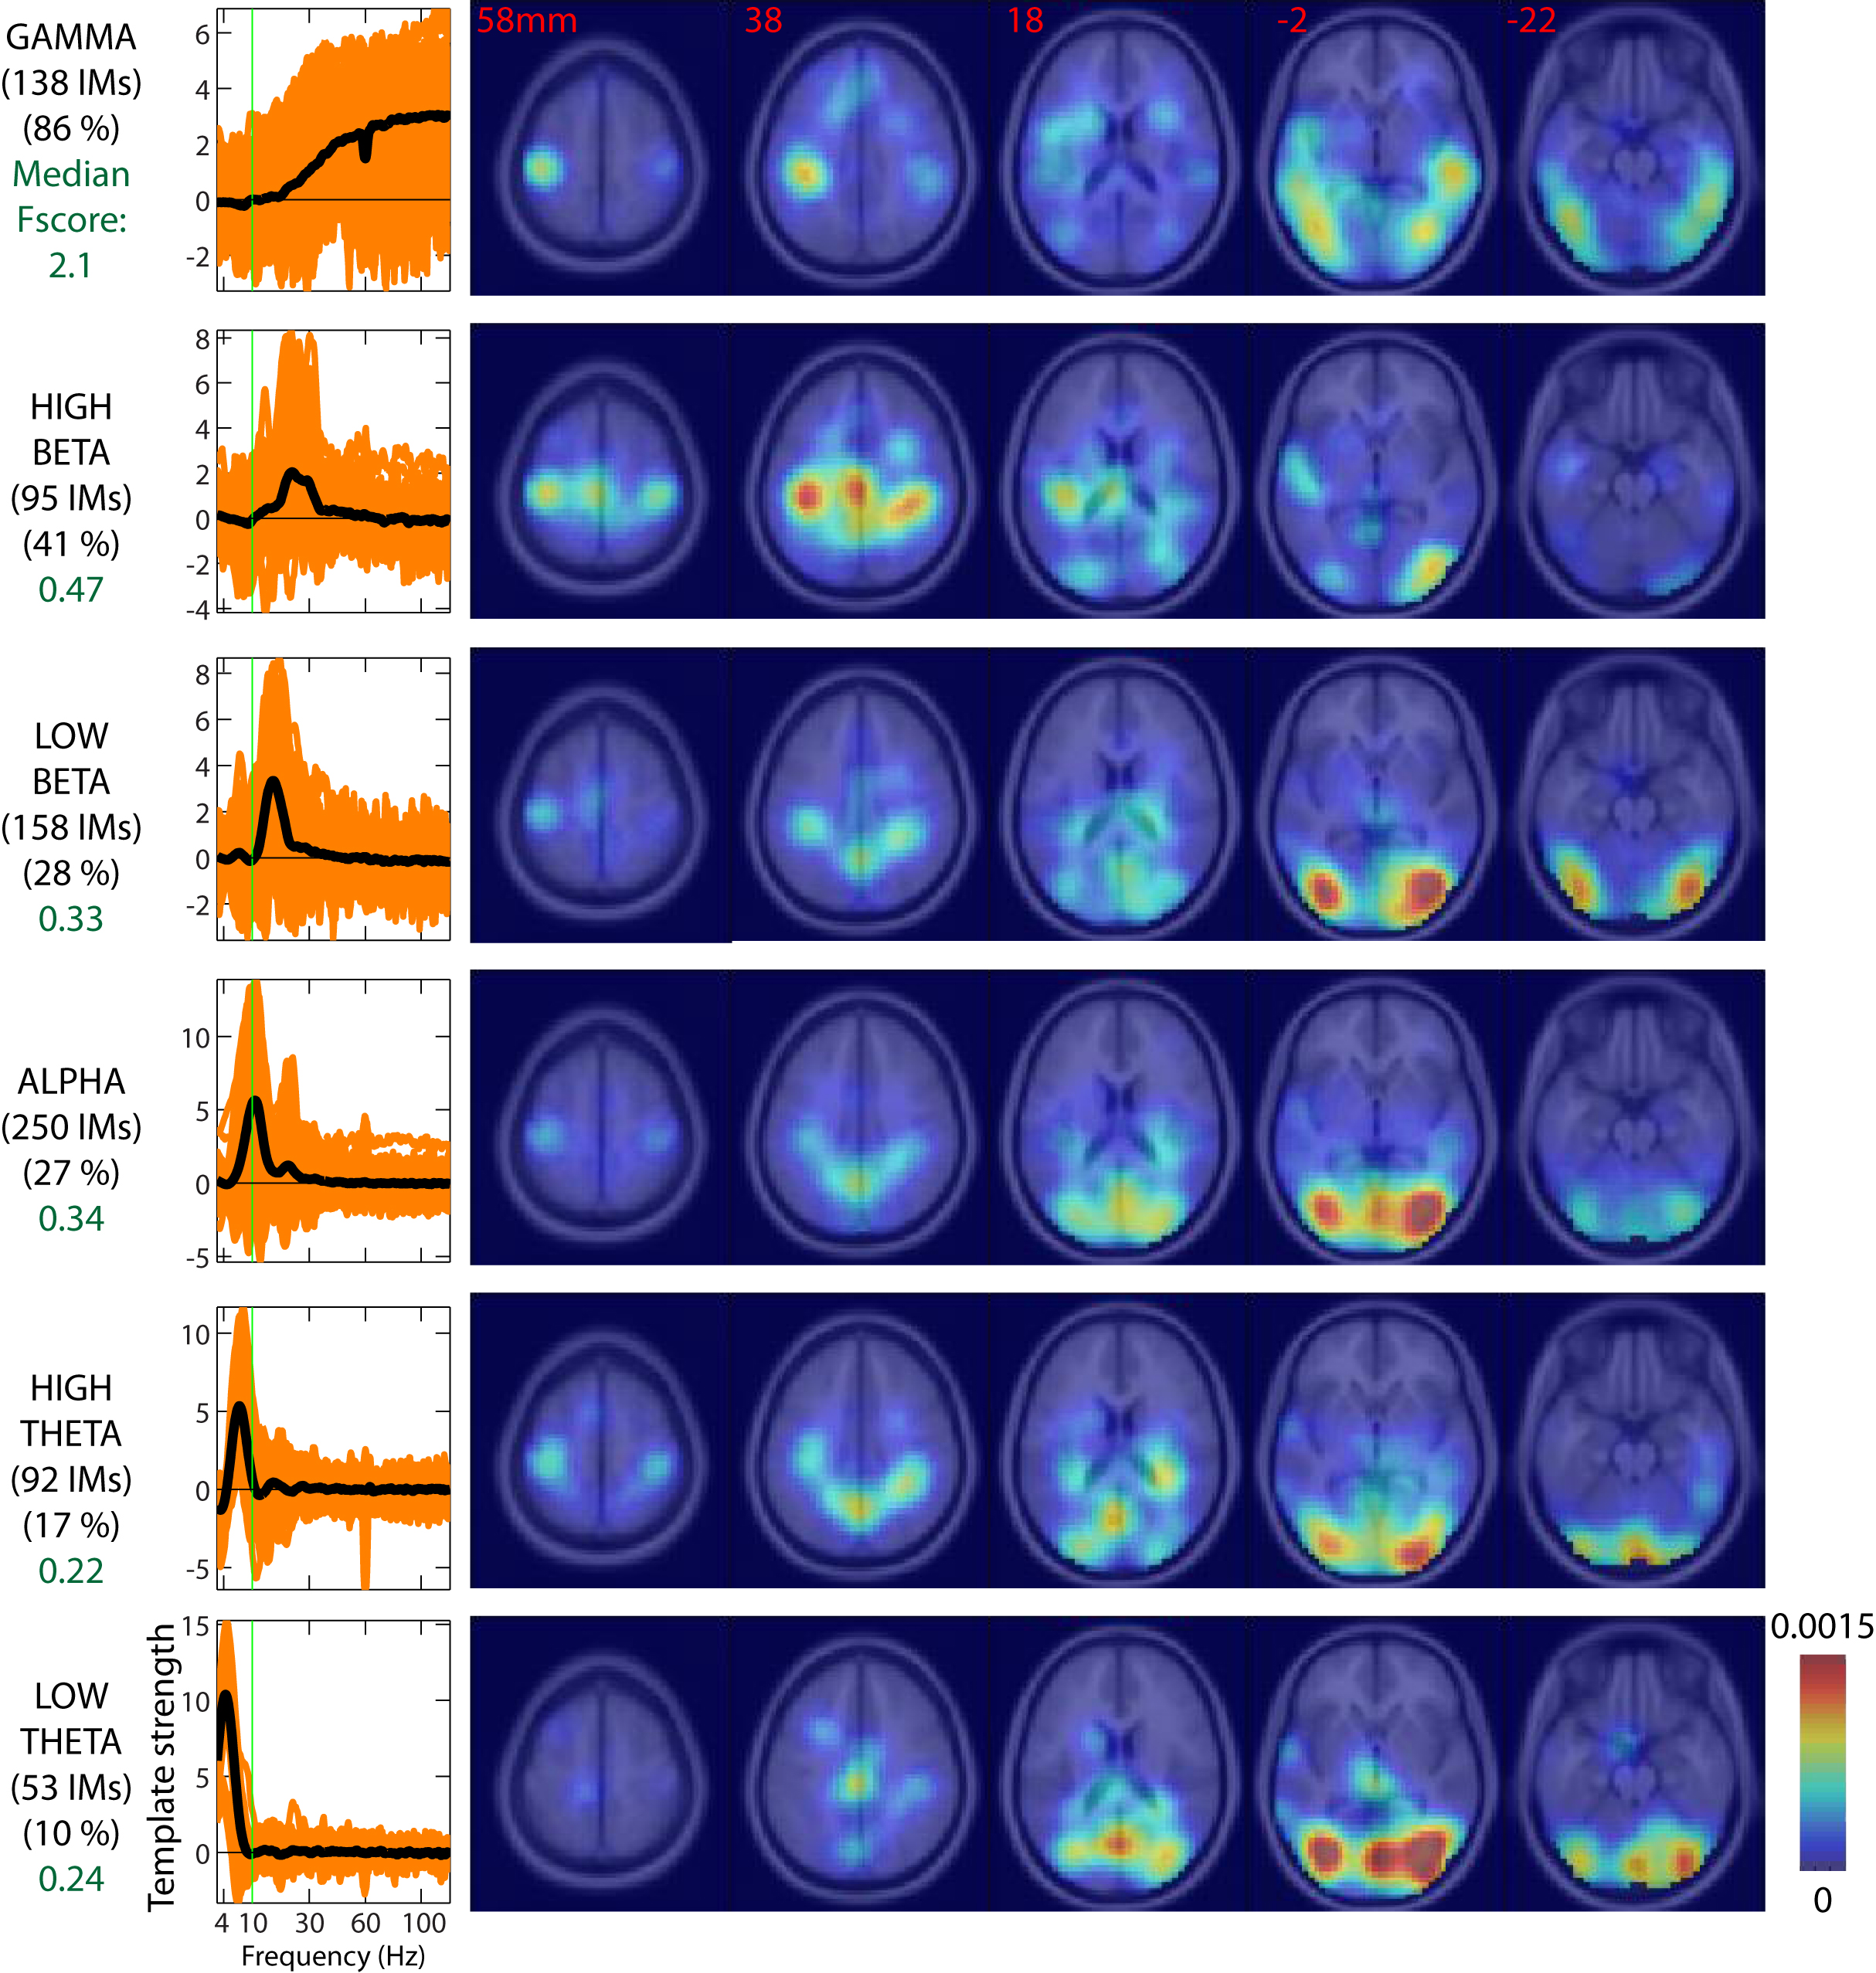 58mm 38 18 -2 -22
GAMMA
(138 IMs)
(86 %)
Median
Fscore:
2.1
6
4
2
0
-2
HIGH
BETA
(95 IMs)
(41 %)
0.47
8
6
4
2
0
-2
-4
LOW
BETA
(158 IMs)
(28 %)
0.33
8
6
4
2
0
-2
ALPHA
(250 IMs)
(27 %)
0.34
10
5
0
-5
HIGH
THETA
(92 IMs)
(17 %)
0.22
10
5
0
-5
LOW
THETA
(53 IMs)
(10 %)
0.24
Template strength
15
10
5
0
4 10 30 60 100
Frequency (Hz)
0.0015
0